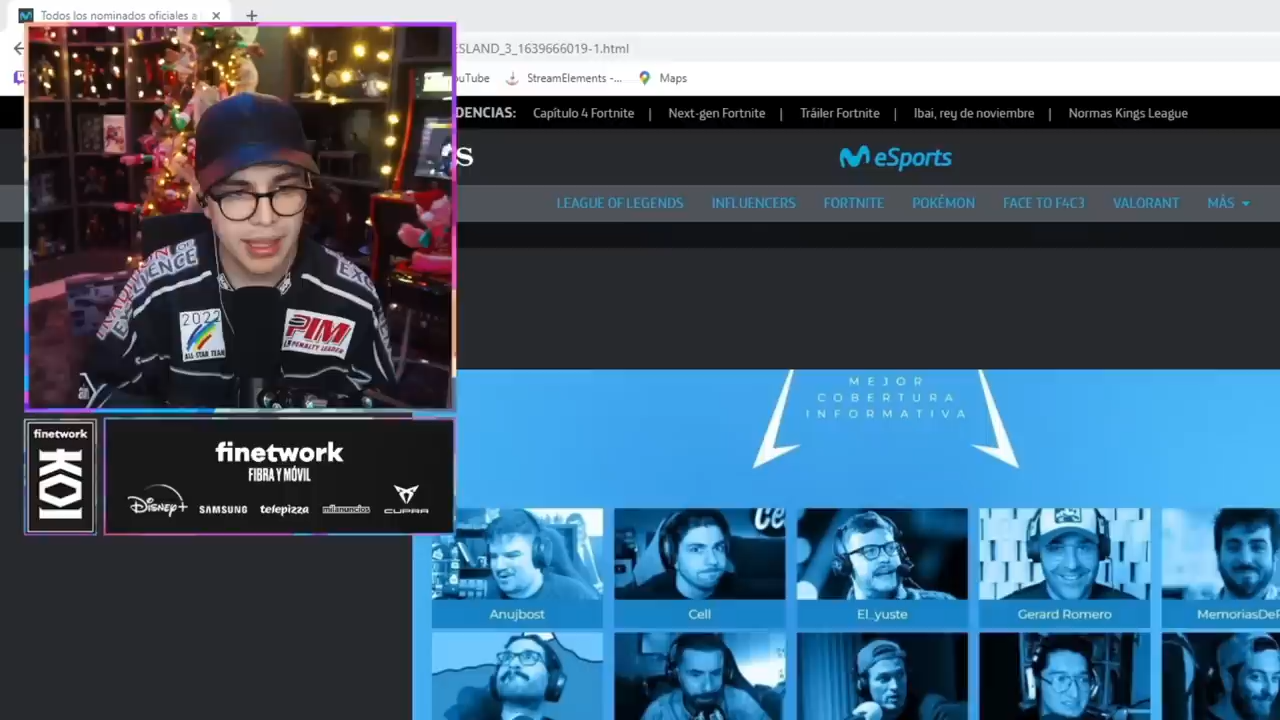 Todos los nominados oficiales a
ESLAND_3_1639666019-1.html
YouTube
StreamElements -...
Maps
DENCIAS:
Capítulo 4 Fortnite | Next-gen Fortnite | Tráiler Fortnite | Ibai, rey de noviembre | Normas Kings League
S
eSports
LEAGUE OF LEGENDS
INFLUENCERS
FORTNITE
POKÉMON
FACE TO F4C3
VALORANT
MÁS
2022
ALL STAR TEAM
PIM
PENALTY LEADER
MEJOR
COBERTURA
INFORMATIVA
finetwork
KOI
finetwork
FIBRA Y MÓVIL
Disney+
SAMSUNG
telepizza
milanuncios
CUPRA
Anujbost
Cell
El_yuste
Gerard Romero
MemoriasDeP